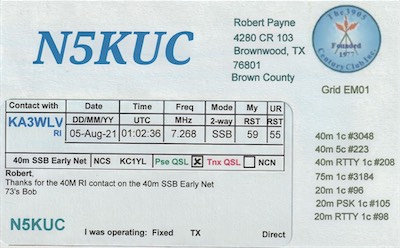 N5KUC
Robert Payne
4280 CR 103
Brownwood, TX
76801
Brown County
The 3905
Founded
1977
Century Club Inc.
Grid EM01
Contact with
KA3WLV
RI
Date
Time
Freq
Mode
My
UR
DD/MM/YY
UTC
MHz
2-way
RST
RST
05-Aug-21
01:02:36
7.268
SSB
59
55
40m SSB Early Net
NCS
KC1YL
Pse QSL
X
Tnx QSL
NCN
Robert,
Thanks for the 40M RI contact on the 40m SSB Early Net
73's Bob
40m 1c #3048
40m 5c #223
40m RTTY 1c #208
75m 1c #3184
20m 1c #96
20m PSK 1c #105
20m RTTY 1c #98
N5KUC
I was operating: Fixed TX
Direct